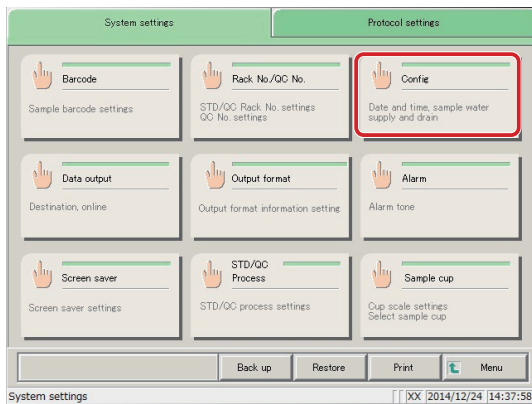 System settings
Protocol settings
Barcode
Sample barcode settings
Rack No./QC No.
STD/QC Rack No. settings
QC No. settings
Config
Date and time, sample water
supply and drain
Data output
Destination, online
Output format
Output format information setting
Alarm
Alarm tone
Screen saver
Screen saver settings
STD/QC
Process
STD/QC process settings
Sample cup
Cup scale settings
Select sample cup
Back up
Restore
Print
Menu
System settings
XX 2014/12/24 14:37:58